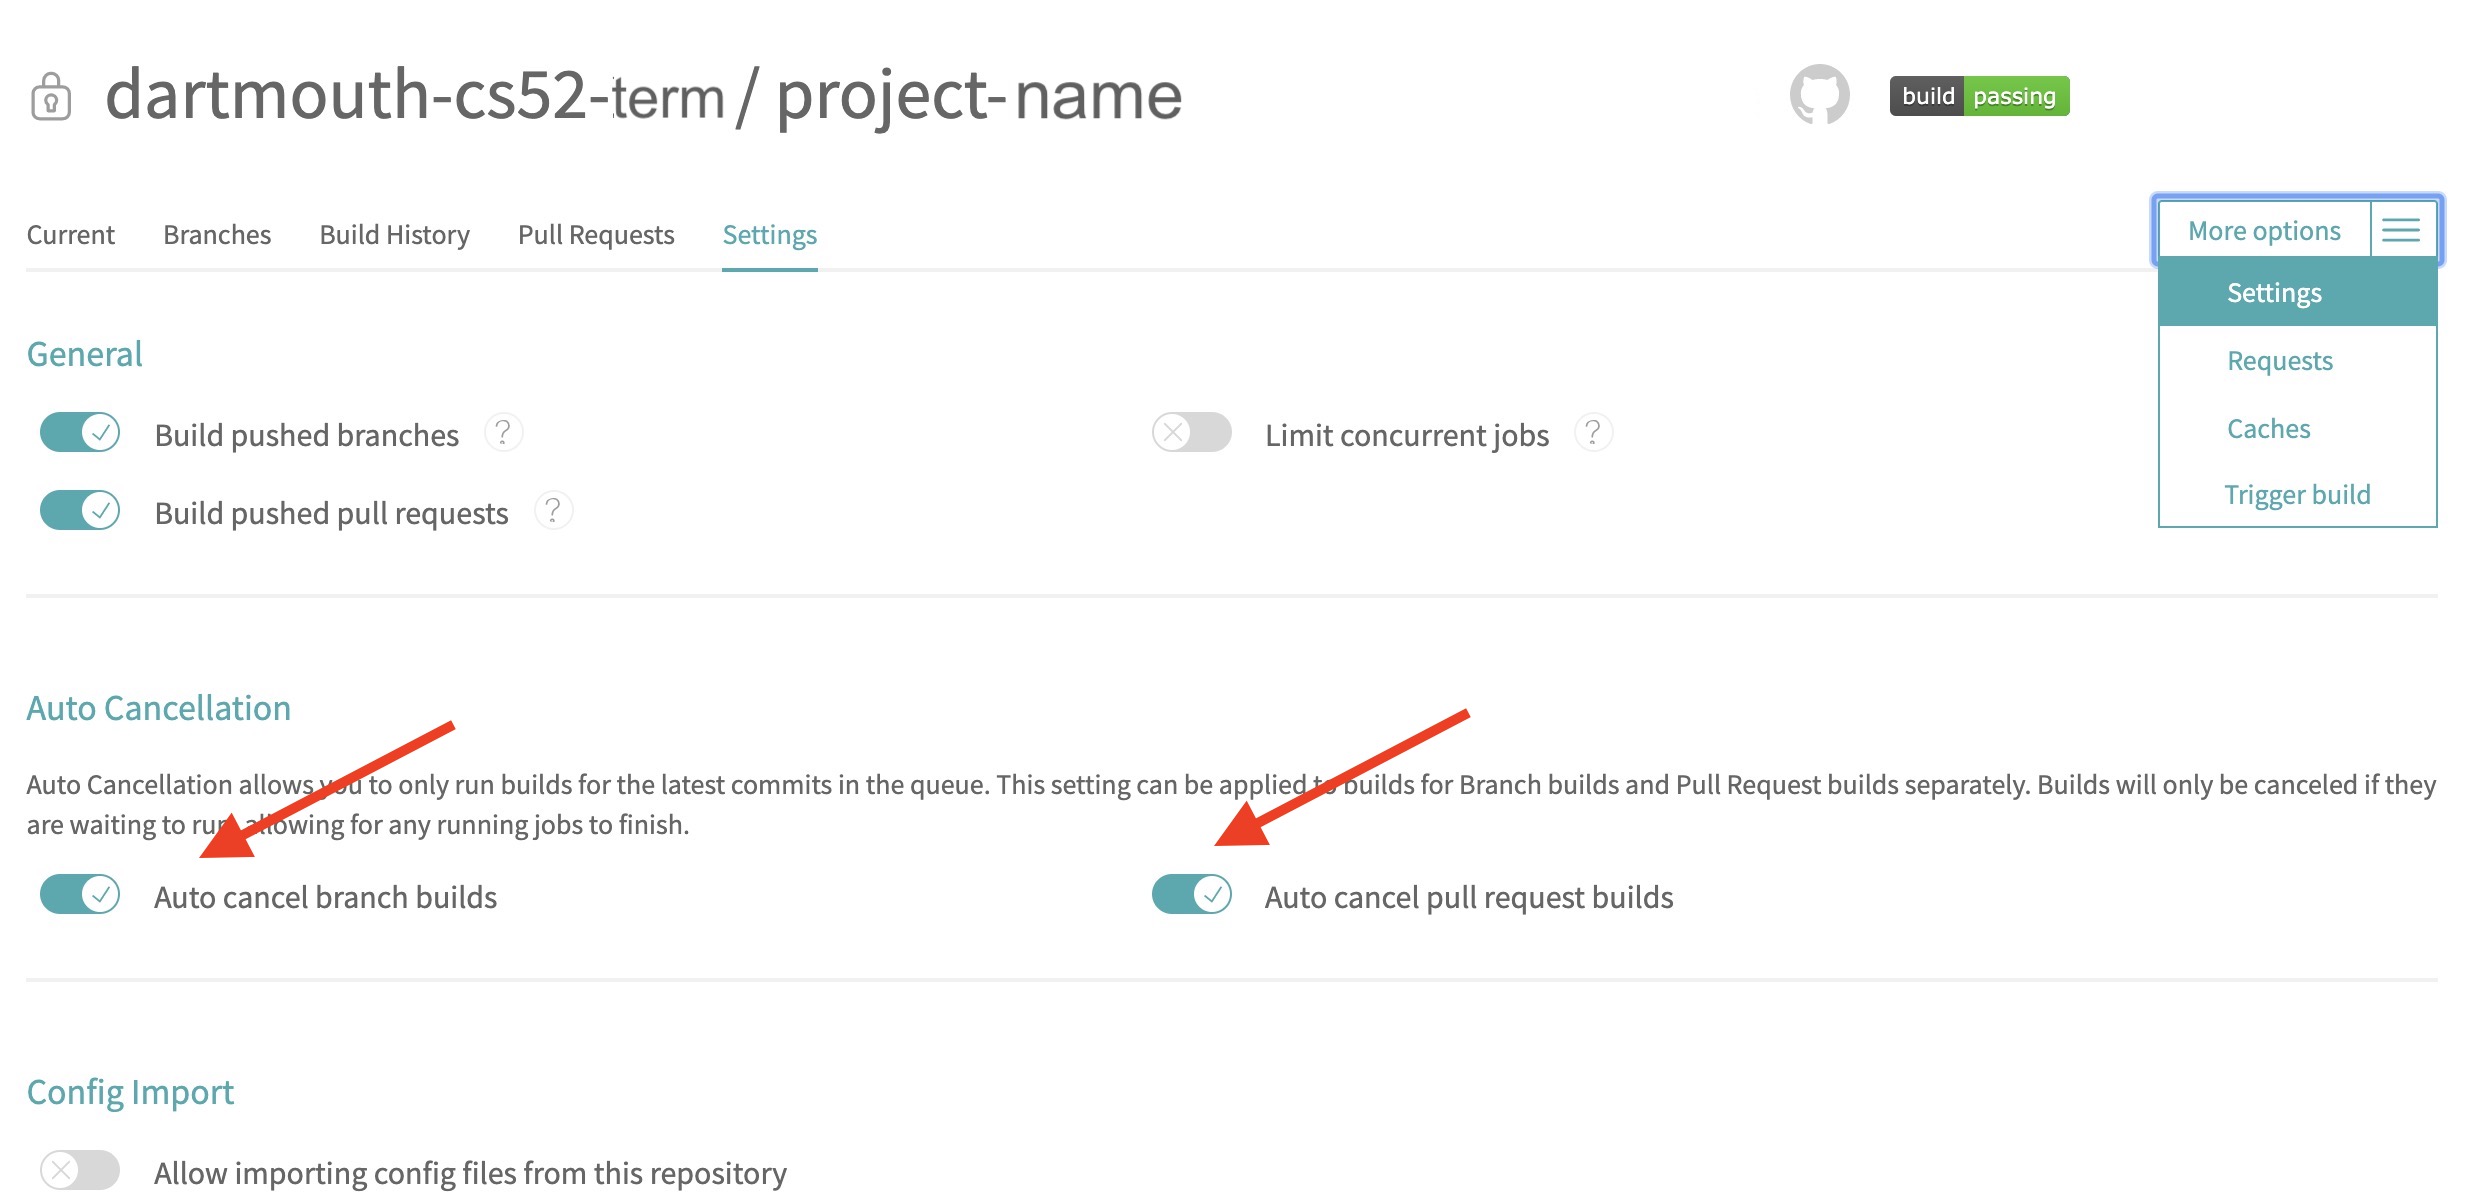 dartmouth-cs52-term / project-name
build passing
Current Branches Build History Pull Requests Settings
More options
Settings
Requests
Caches
Trigger build
General
Build pushed branches ?
Limit concurrent jobs ?
Build pushed pull requests ?
Auto Cancellation
Auto Cancellation allows you to only run builds for the latest commits in the queue. This setting can be applied to builds for Branch builds and Pull Request builds separately. Builds will only be canceled if they
are waiting to run, allowing for any running jobs to finish.
Auto cancel branch builds
Auto cancel pull request builds
Config Import
Allow importing config files from this repository